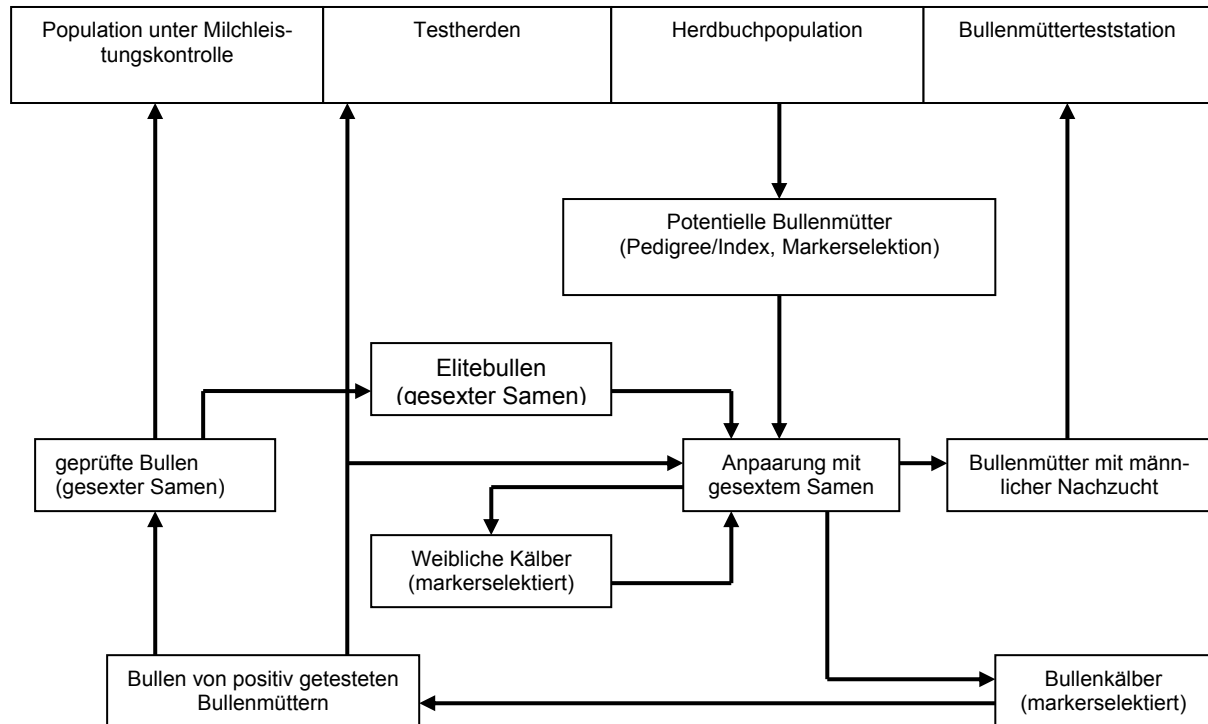 Population unter Milchleis-
tungskontrolle
Testherden
Herdbuchpopulation
Bullenmütterteststation
Potentielle Bullenmütter
(Pedigree/Index, Markerselektion)
Elitebullen
(gesexter Samen)
geprüfte Bullen
(gesexter Samen)
Anpaarung mit
gesextem Samen
Bullenmütter mit männ-
licher Nachzucht
Weibliche Kälber
(markerselektiert)
Bullen von positiv getesteten
Bullenmüttern
Bullenkälber
(markerselektiert)